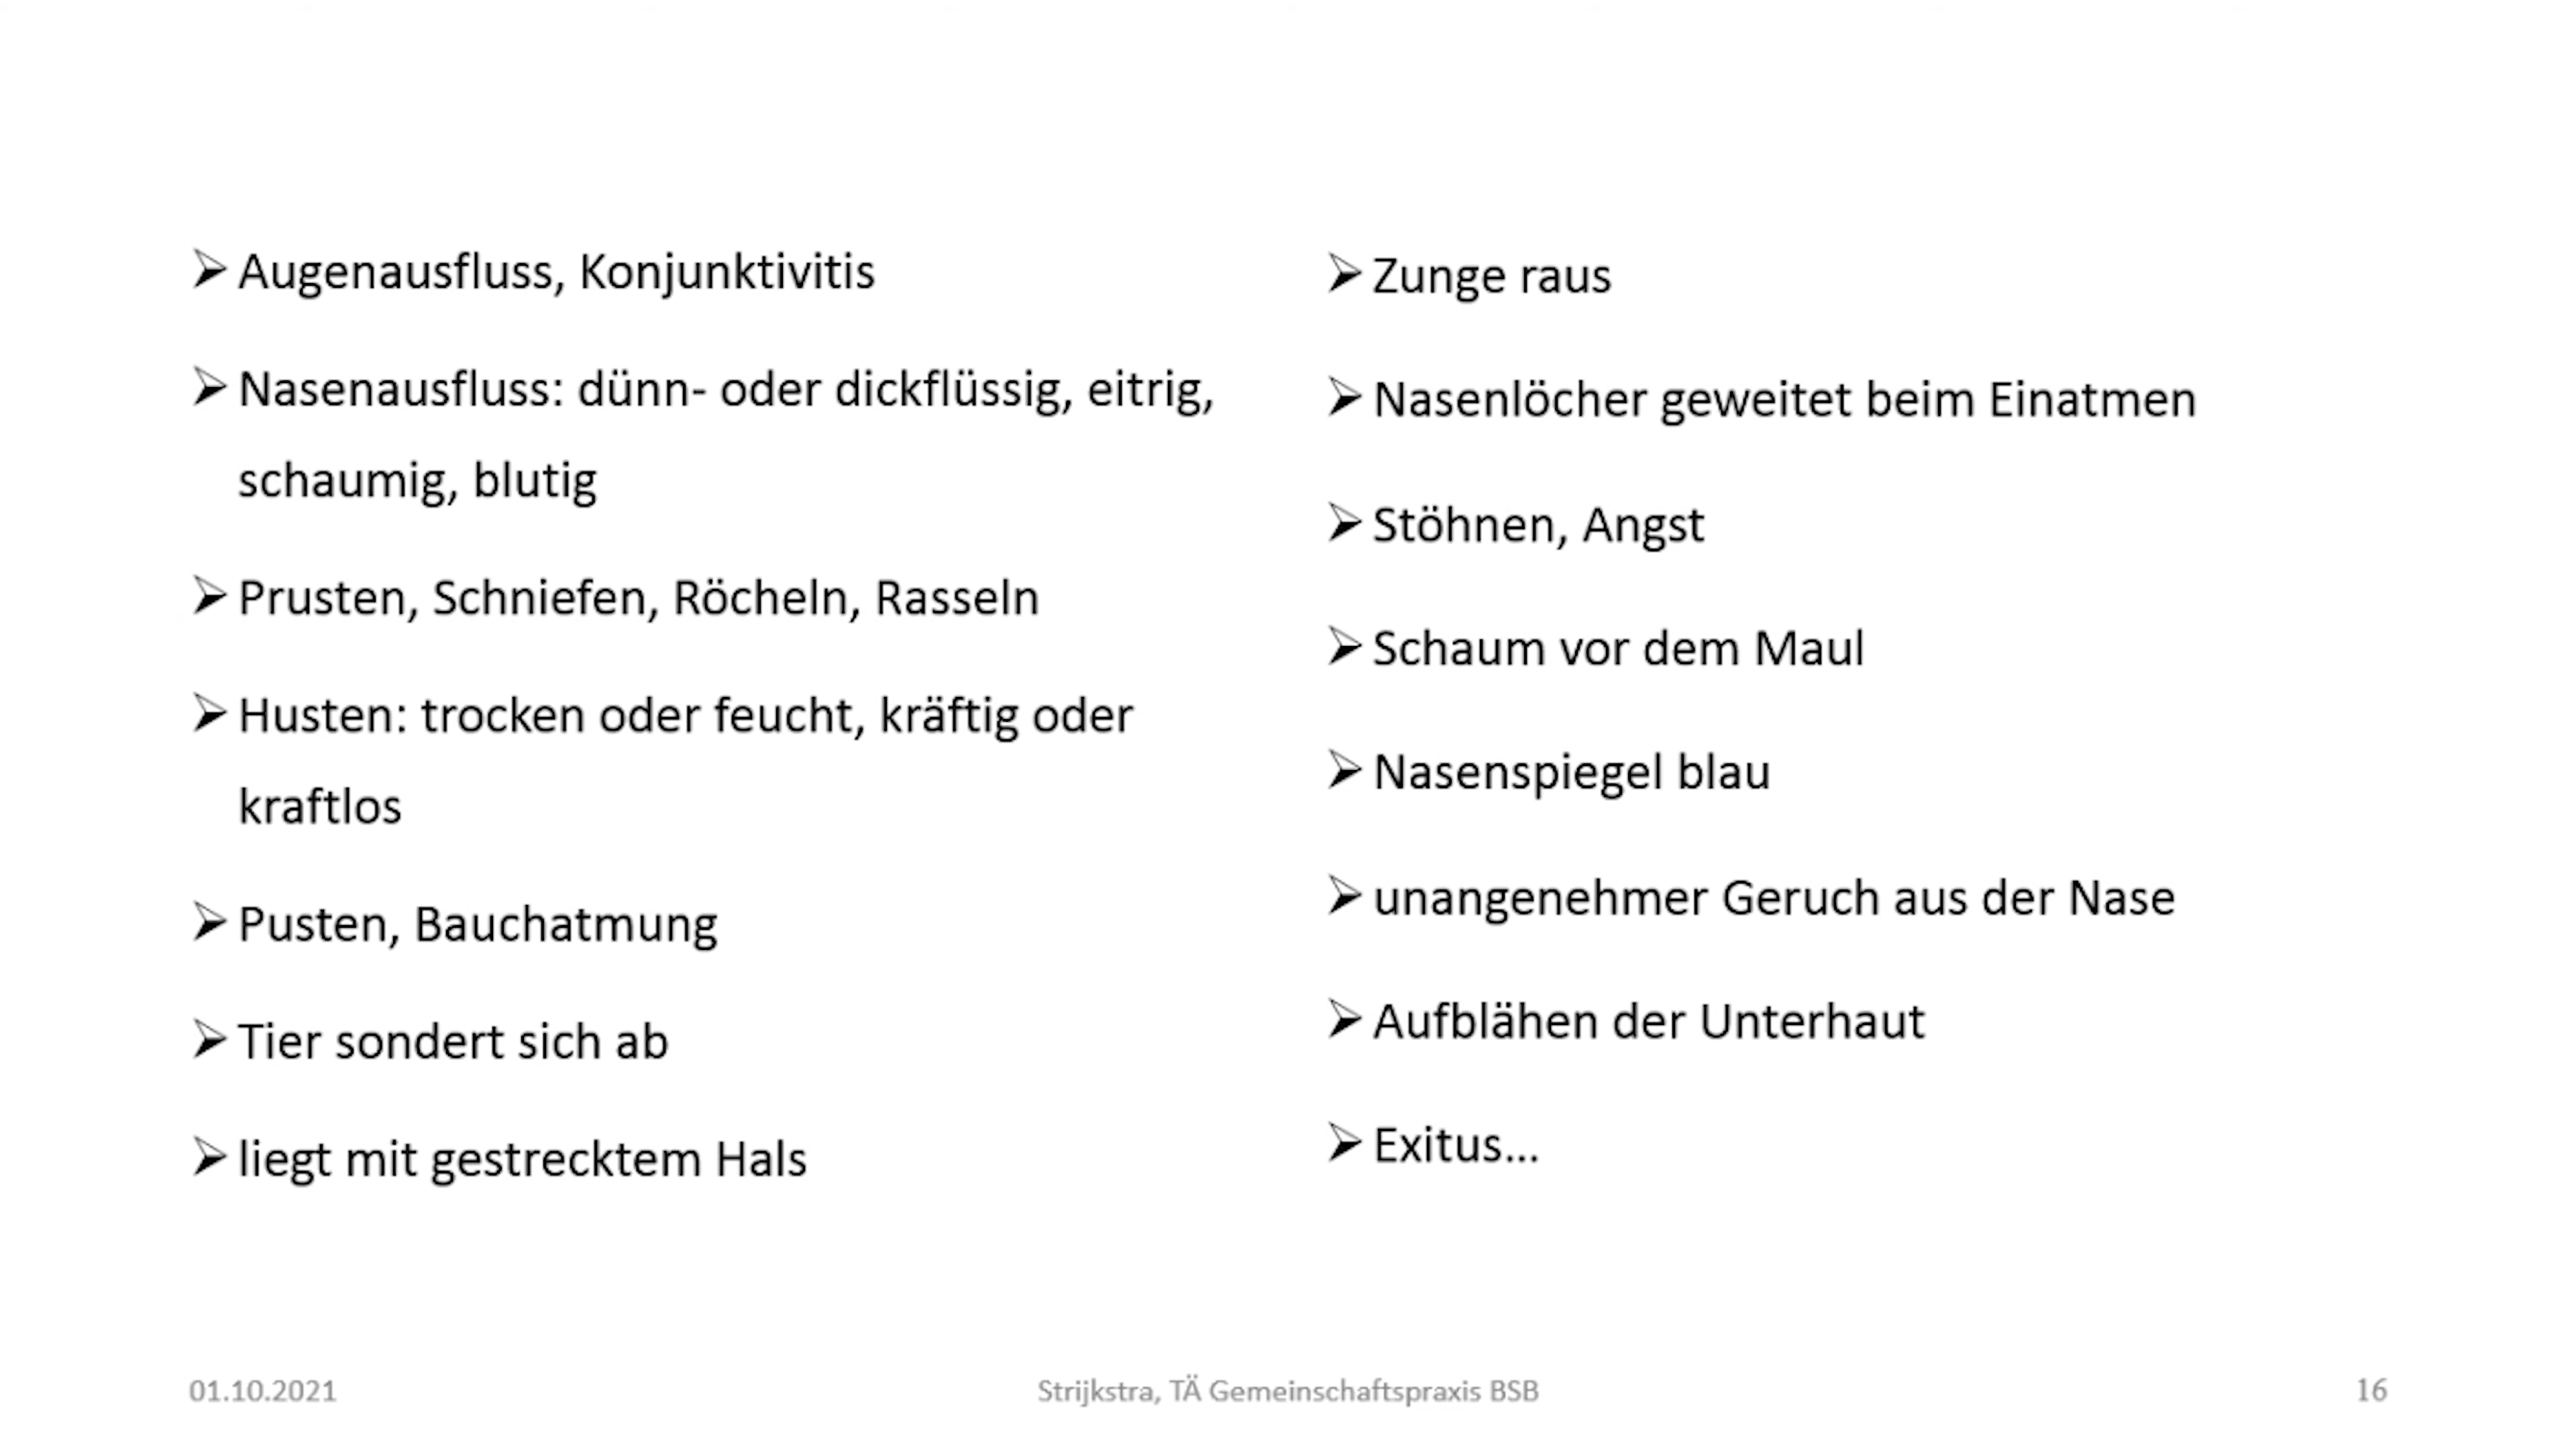 Augenausfluss, Konjunktivitis
Nasenausfluss: dünn- oder dickflüssig, eitrig,
schaumig, blutig
Prusten, Schniefen, Röcheln, Rasseln
Husten: trocken oder feucht, kräftig oder
kraftlos
Pusten, Bauchatmung
Tier sondert sich ab
liegt mit gestrecktem Hals
Zunge raus
Nasenlöcher geweitet beim Einatmen
Stöhnen, Angst
Schaum vor dem Maul
Nasenspiegel blau
unangenehmer Geruch aus der Nase
Aufblähen der Unterhaut
Exitus...
01.10.2021
Strijkstra, TÄ Gemeinschaftspraxis BSB
16